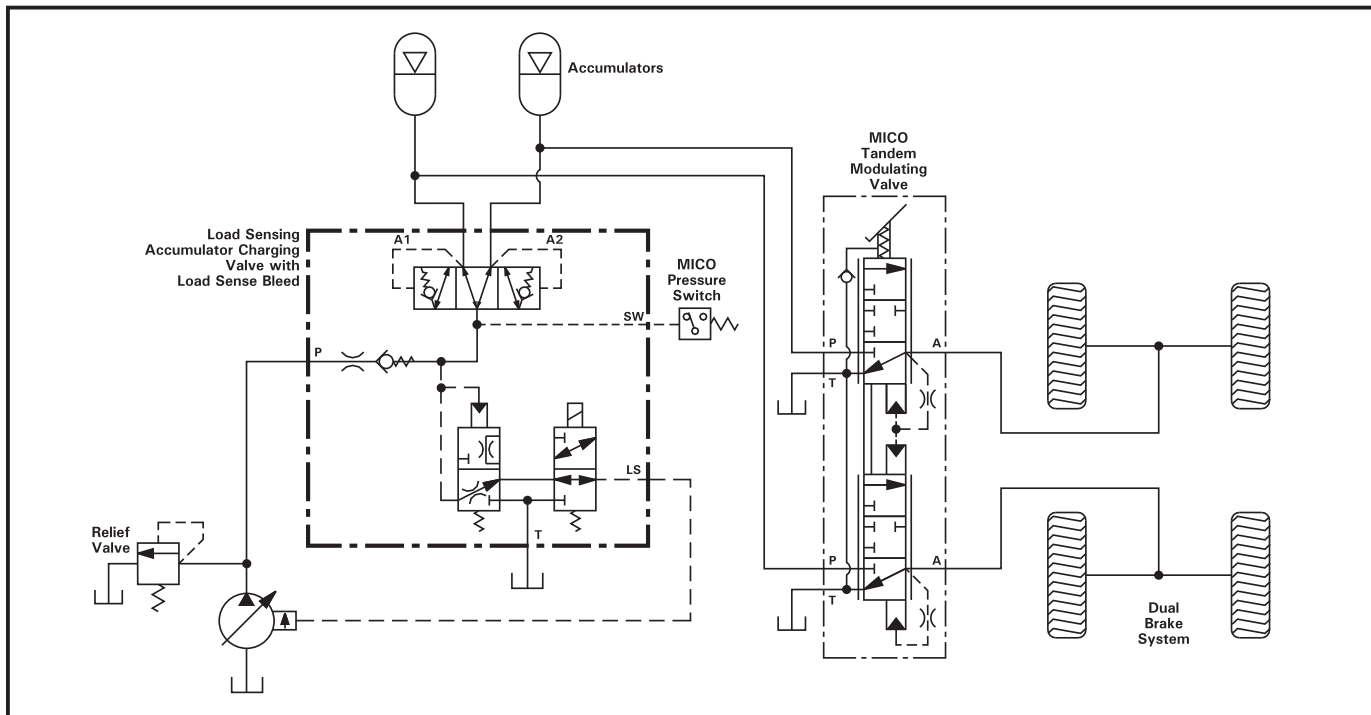 Accumulators
MICO
Tandem
Modulating
Valve
Load Sensing
Accumulator Charging
Valve with
Load Sense Bleed
A1
A2
MICO
Pressure
Switch
SW
P
P
A
T
LS
Relief
Valve
T
P
A
T
Dual
Brake
System